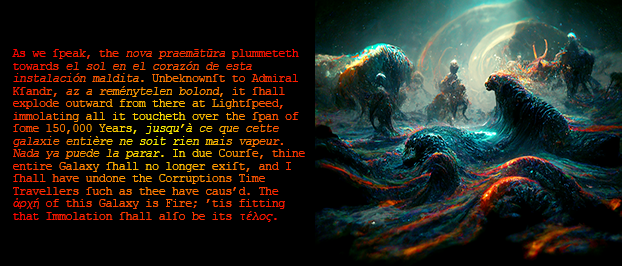 As we ſpeak, the nova praemātūra plummeteth
towards el sol en el corazón de esta
instalación maldita. Unbeknownſt to Admiral
Kſandr, az a reménytelen bolond, it ſhall
explode outward from there at Lightſpeed,
immolating all it toucheth over the ſpan of
ſome 150,000 Years, jusqu’à ce que cette
galaxie entière ne soit rien mais vapeur.
Nada ya puede la parar. In due Courſe, thine
entire Galaxy ſhall no longer exiſt, and I
ſhall have undone the Corruptions Time
Travellers ſuch as thee have caus’d. The
ἀρχή of this Galaxy is Fire; ’tis fitting
that Immolation ſhall alſo be its τέλος.